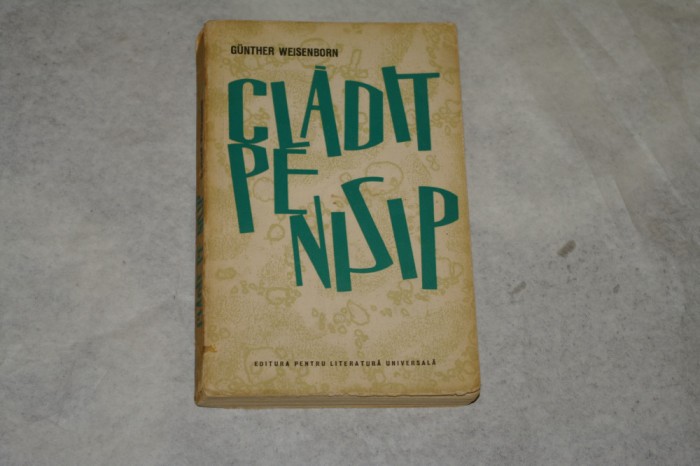 GÜNTHER WEISENBORN
CLĂDIT
PE
NISIP
EDITURA PENTRU LITERATURĂ UNIVERSALĂ